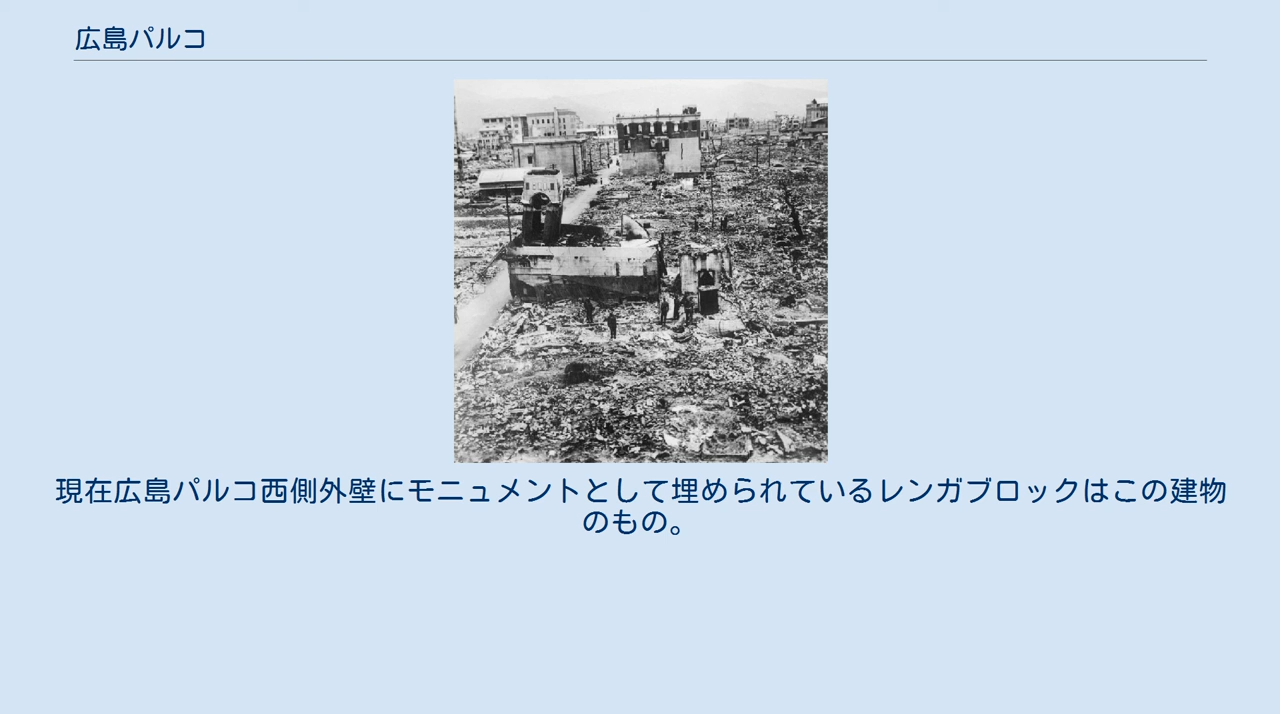 広島パルコ
現在広島パルコ西側外壁にモニュメントとして埋められているレンガブロックはこの建物
のもの。